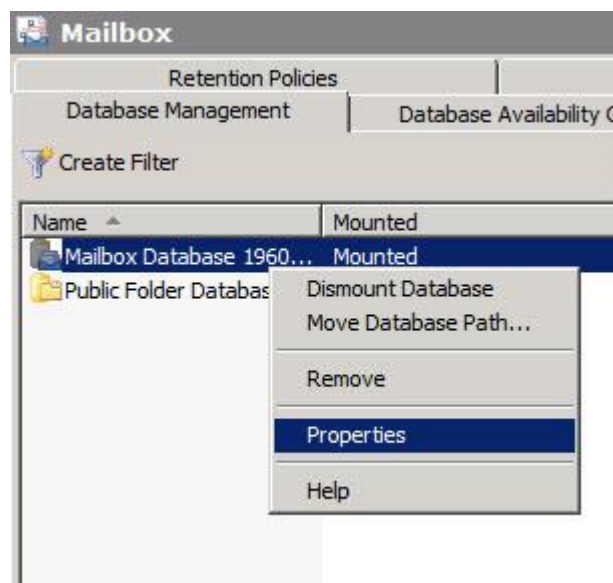 Mailbox
Retention Policies
Database Management
Database Availability
Create Filter
Name
Mounted
Mailbox Database 1960...
Mounted
Public Folder
Dismount Database
Move Database Path...
Remove
Properties
Help